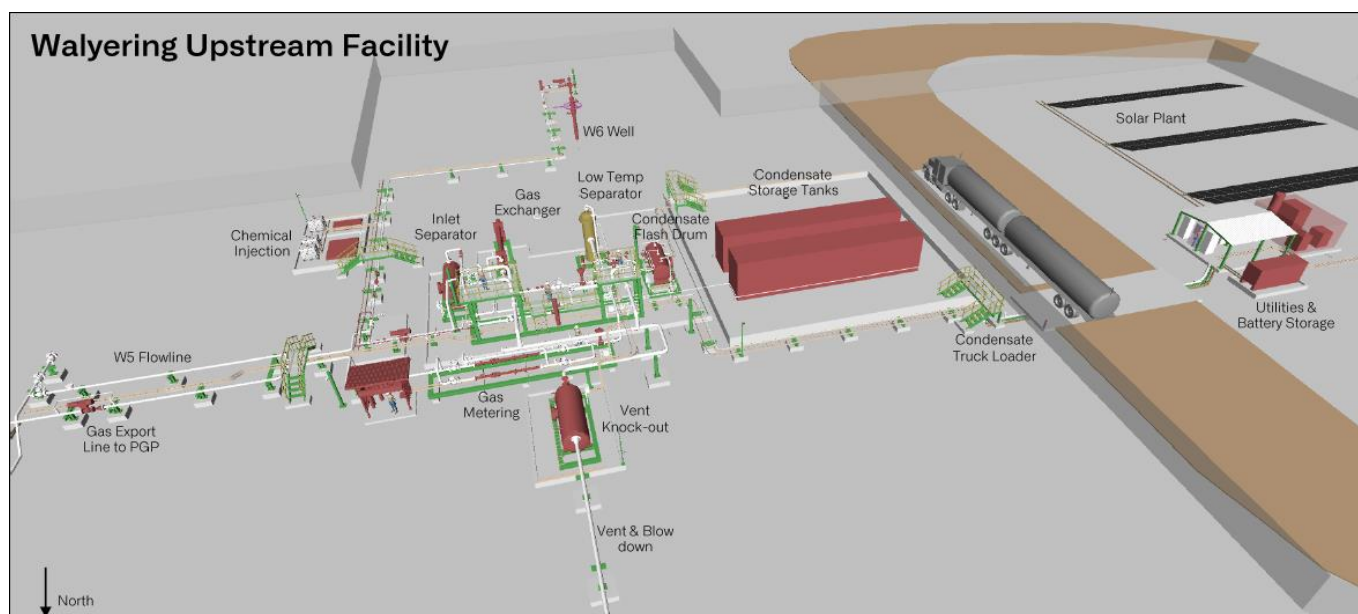 Walyering Upstream Facility
W6 Well
Solar Plant
Low Temp
Separator
Condensate
Storage Tanks
Gas
Exchanger
Inlet
Separator
Condensate
Flash Drum
Chemical
Injection
Utilities &
Battery Storage
Condensate
Truck Loader
W5 Flowline
Gas
Metering
Vent
Knock-out
Gas Export
Line to PGP
Vent & Blow
down
North